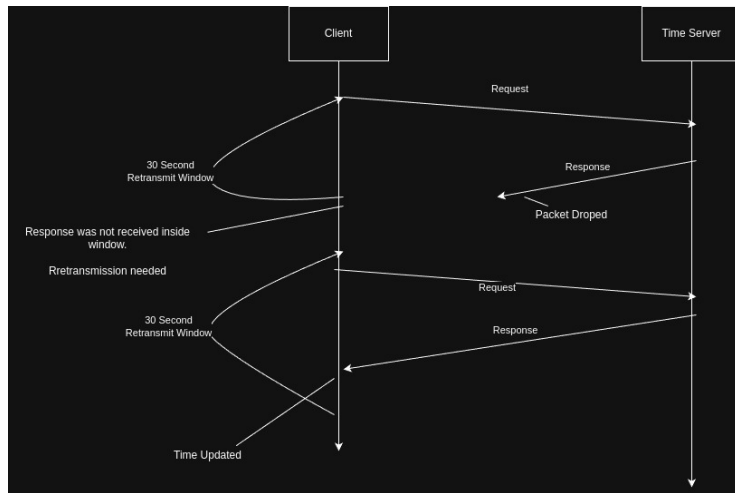 Client
Time Server
Request
30 Second
Retransmit Window
Response
Packet Droped
Response was not received inside
window.
Rretransmission needed
Request
30 Second
Retransmit Window
Response
Time Updated